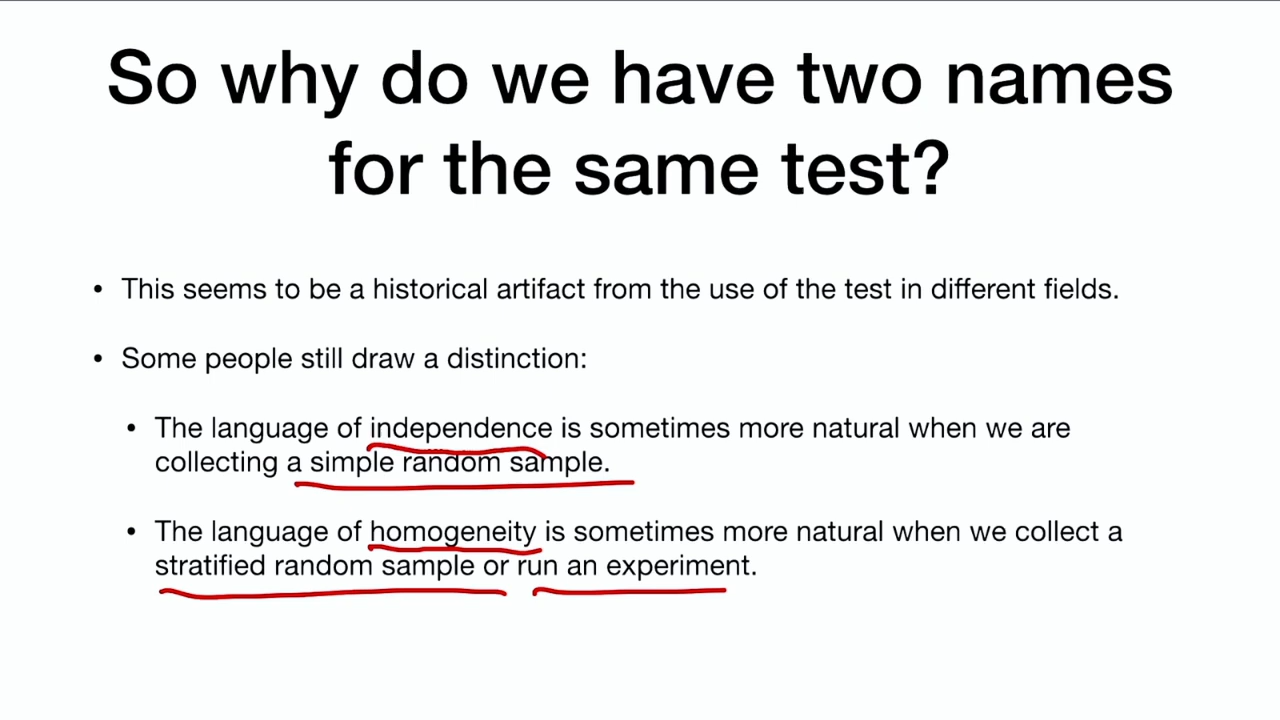 So why do we have two names
for the same test?
• This seems to be a historical artifact from the use of the test in different fields.
• Some people still draw a distinction:
• The language of independence is sometimes more natural when we are
collecting a simple random sample.
• The language of homogeneity is sometimes more natural when we collect a
stratified random sample or run an experiment.